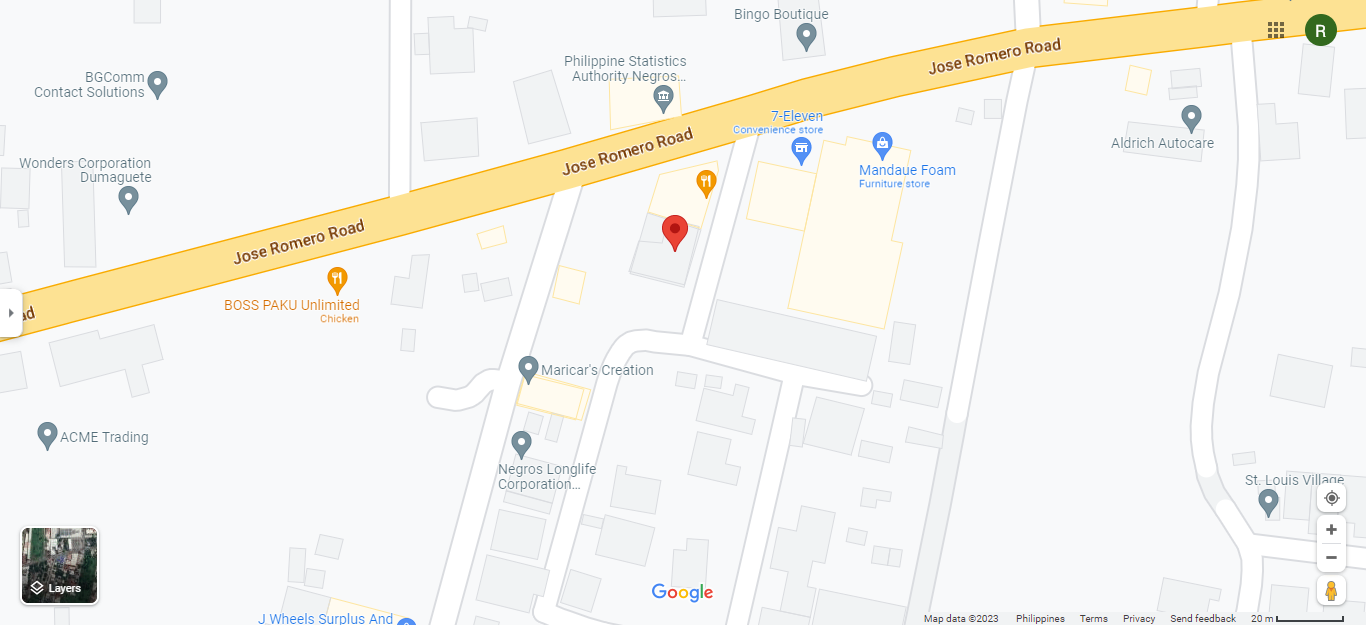 Bingo Boutique
R
Jose Romero Road
Philippine Statistics
Authority Negros...
BGComm
Contact Solutions
7-Eleven
Convenience store
Jose Romero Road
Aldrich Autocare
Wonders Corporation
Dumaguete
Mandaue Foam
Furniture store
Jose Romero Road
BOSS PAKU Unlimited
Chicken
ad
Maricar's Creation
ACME Trading
Negros Longlife
Corporation...
St. Louis Village
Layers
Google
J Wheels Surplus And
Map data ©2023 Philippines Terms Privacy Send feedback 20 m